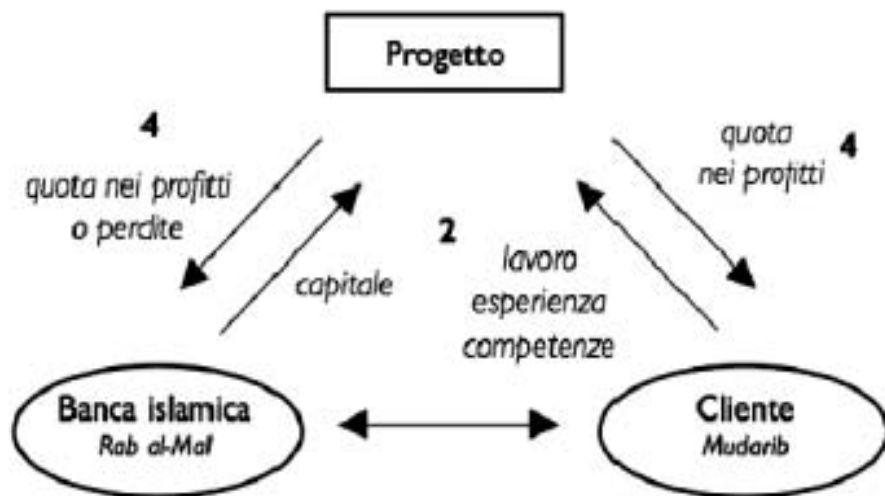 Progetto
4
quota nei profitti
o perdite
quota
nei profitti
4
capitale
2
lavoro
esperienza
competenze
Banca islamica
Rab al-Mall
Cliente
Mudarib